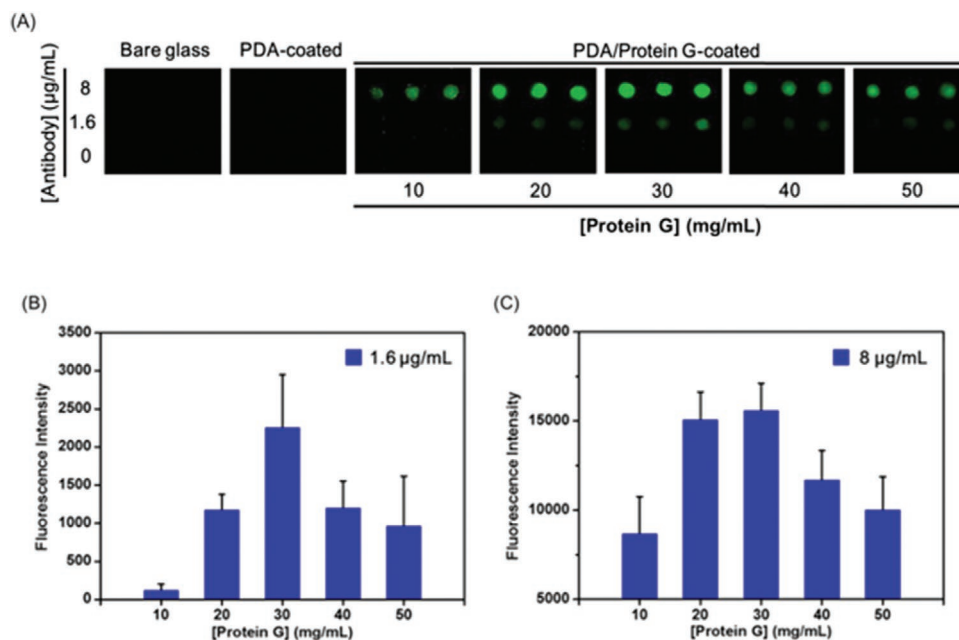 (A)
Bare glass PDA-coated PDA/Protein G-coated
[Antibody] (µg/mL)
8
1.6
0
10 20 30 40 50
[Protein G] (mg/mL)
(B)
3500
3000
2500
2000
1500
1000
500
0
Fluorescence Intensity
1.6 µg/mL
10 20 30 40 50
[Protein G] (mg/mL)
(C)
20000
15000
10000
5000
Fluorescence Intensity
8 µg/mL
10 20 30 40 50
[Protein G] (mg/mL)